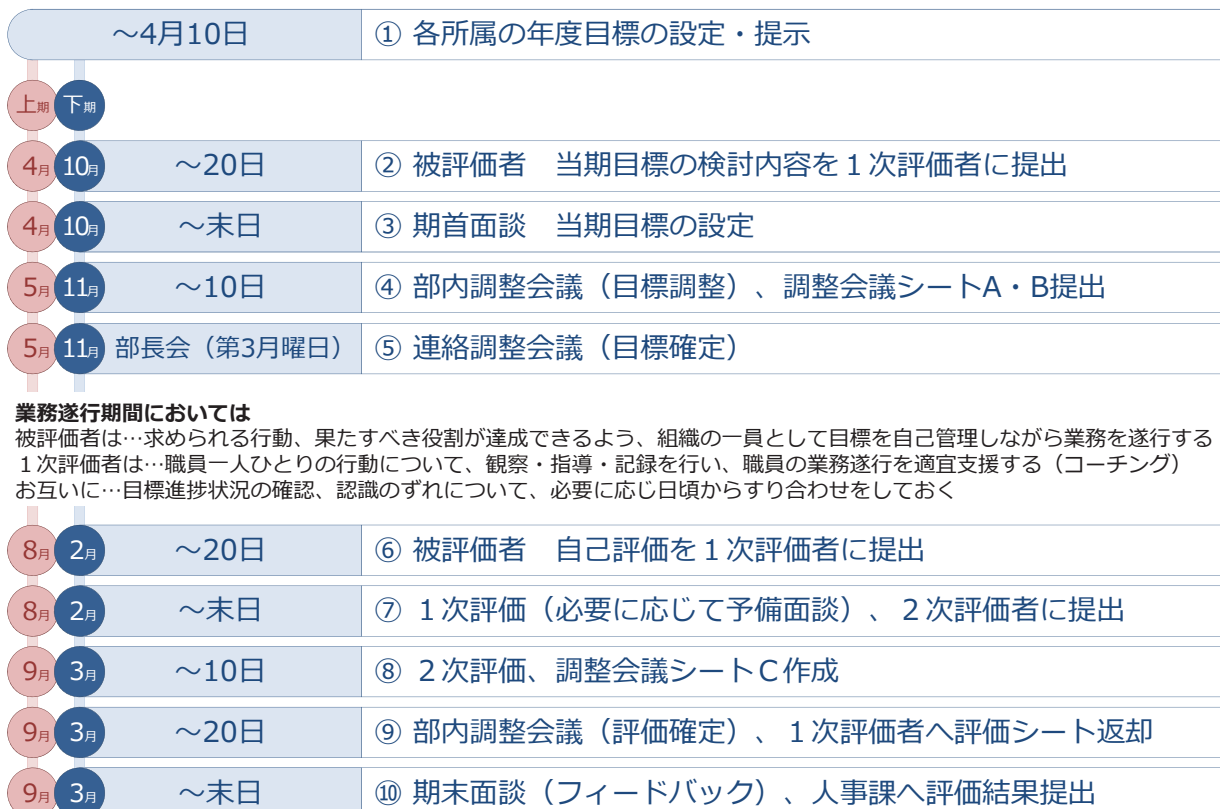 ～4月10日 ① 各所属の年度目標の設定・提示
上期 下期
4月 10月 ～20日 ② 被評価者　当期目標の検討内容を１次評価者に提出
4月 10月 ～末日 ③ 期首面談　当期目標の設定
5月 11月 ～10日 ④ 部内調整会議（目標調整）、調整会議シートA・B提出
5月 11月 部長会（第3月曜日） ⑤ 連絡調整会議（目標確定）
業務遂行期間においては
被評価者は…求められる行動、果たすべき役割が達成できるよう、組織の一員として目標を自己管理しながら業務を遂行する
１次評価者は…職員一人ひとりの行動について、観察・指導・記録を行い、職員の業務遂行を適宜支援する（コーチング）
お互いに…目標進捗状況の確認、認識のずれについて、必要に応じ日頃からすり合わせをしておく
8月 2月 ～20日 ⑥ 被評価者　自己評価を１次評価者に提出
8月 2月 ～末日 ⑦ １次評価（必要に応じて予備面談）、２次評価者に提出
9月 3月 ～10日 ⑧ ２次評価、調整会議シートＣ作成
9月 3月 ～20日 ⑨ 部内調整会議（評価確定）、１次評価者へ評価シート返却
9月 3月 ～末日 ⑩ 期末面談（フィードバック）、人事課へ評価結果提出